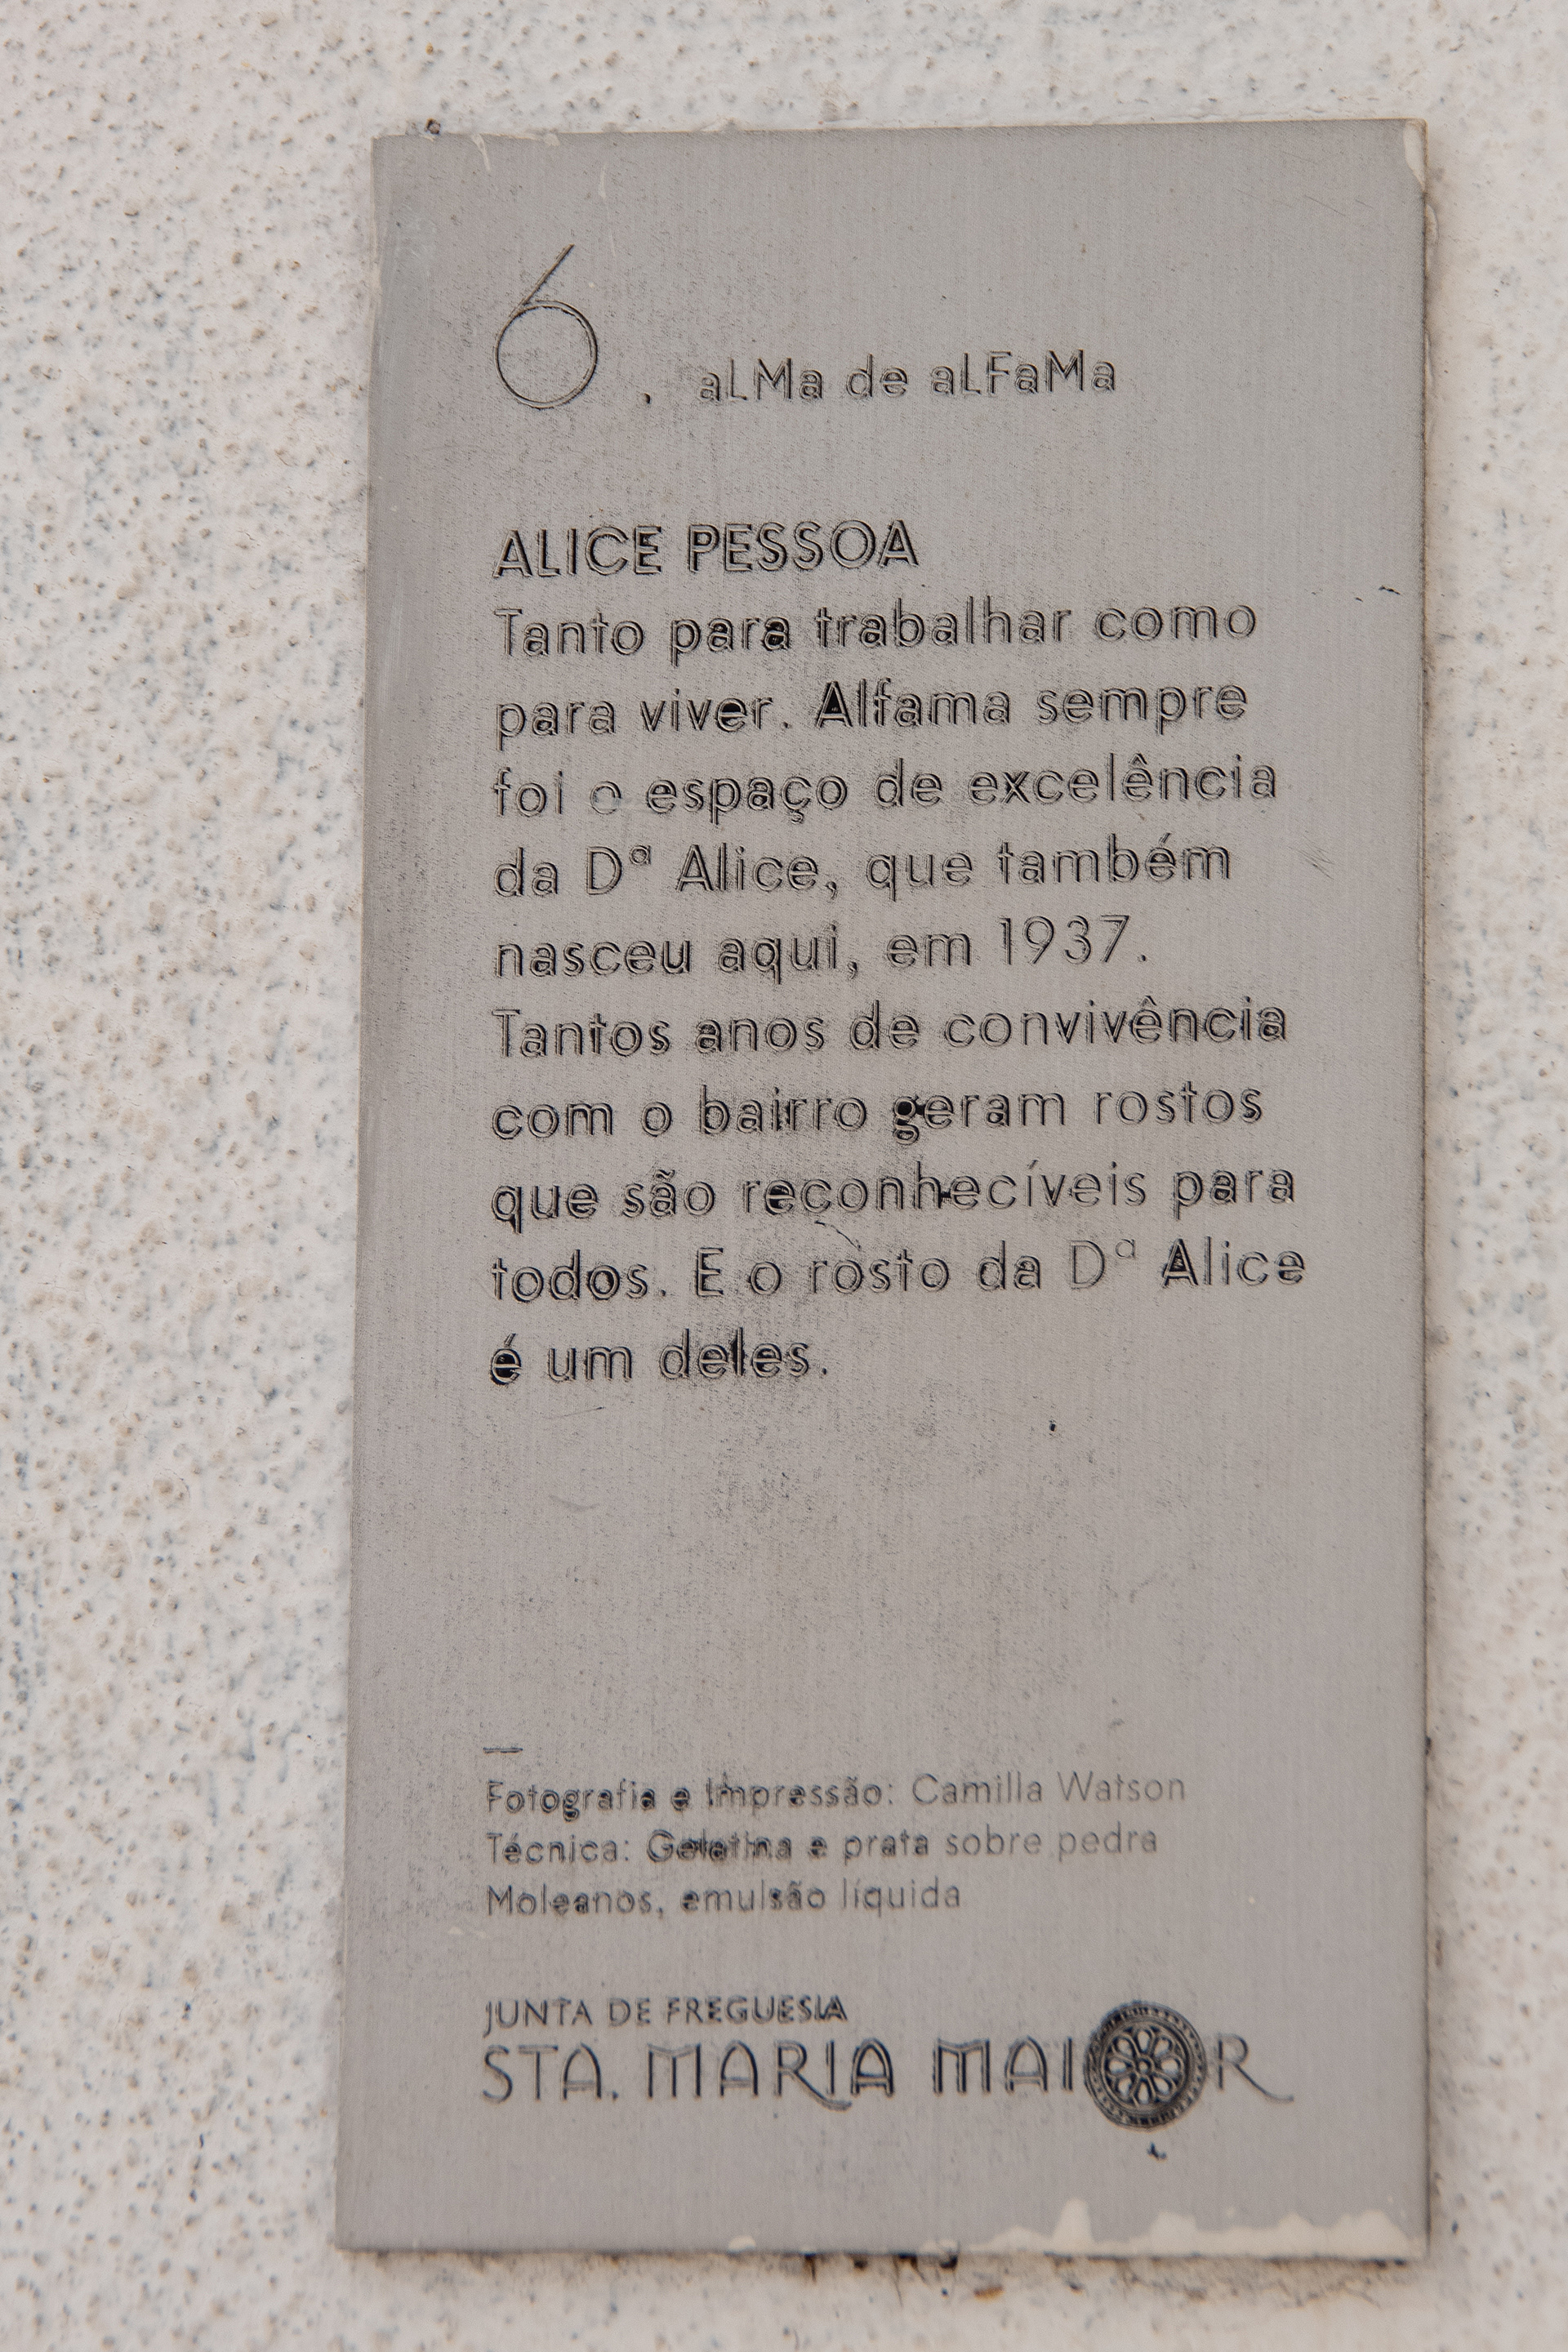 6. aLMa de aLFaMa
ALICE PESSOA
Tanto para trabalhar como
para viver. Alfama sempre
foi o espaço de excelência
da Dª Alice, que também
nasceu aqui, em 1937.
Tantos anos de convivência
com o bairro geram rostos
que são reconhecíveis para
todos. E o rosto da Dª Alice
é um deles.
—
Fotografia e Impressão: Camilla Watson
Técnica: Gelatina e prata sobre pedra
Moleanos, emulsão líquida
JUNTA DE FREGUESIA
STA. MARIA MAIOR